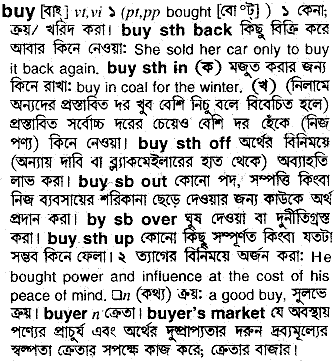 buy [বাই] vt,vi ১ (pt,pp bought [বো°ট]) ১ কেনা;
ক্রয়/ খরিদ করা। buy sth back কিছু বিক্রি করে
আবার কিনে নেওয়া: She sold her car only to buy
it back again. buy sth in (ক) মজুত করার জন্য
কিনে রাখা: buy in coal for the winter. (খ) (নিলামে
অন্যদের প্রস্তাবিত দর খুব বেশি নিচু বলে বিবেচিত হলে)
প্রস্তাবিত সর্বোচ্চ দরের চেয়েও বেশি দর হেঁকে (নিজ
পণ্য) কিনে নেওয়া। buy sth off অর্থের বিনিময়ে
(অন্যায় দাবি বা ব্ল্যাকমেইলারের হাত থেকে) অব্যাহতি
লাভ করা। buy sb out কোনো পদ, সম্পত্তি কিংবা
নিজ ব্যবসায়ের শরিকানা ছেড়ে দেওয়ার জন্য কাউকে অর্থ
প্রদান করা। by sb over ঘুষ দেওয়া বা দুর্নীতিগ্রস্ত
করা। buy sth up কোনো কিছু সম্পূর্ণত কিংবা যতটা
সম্ভব কিনে ফেলা। ২ ত্যাগের বিনিময়ে অর্জন করা: He
bought power and influence at the cost of his
peace of mind. □n (কথ্য) ক্রয়: a good buy, সুলভে
ক্রয়। buyer n ক্রেতা। buyer's market যে অবস্থায়
পণ্যের প্রাচুর্য এবং অর্থের দুষ্প্রাপ্যতার দরুন দ্রব্যমূল্যের
স্বল্পতা ক্রেতার সপক্ষে কাজ করে; ক্রেতার বাজার।